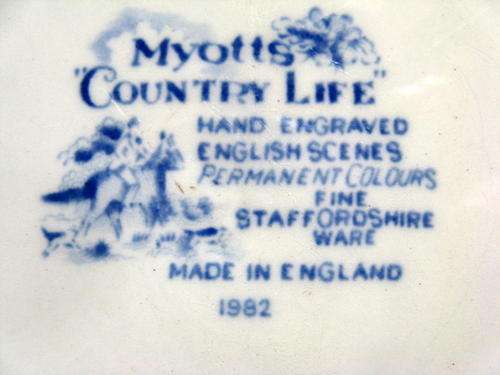 Myotts
"COUNTRY LIFE"
HAND ENGRAVED
ENGLISH SCENES
PERMANENT COLOURS
FINE
STAFFORDSHIRE
WARE
MADE IN ENGLAND
1982